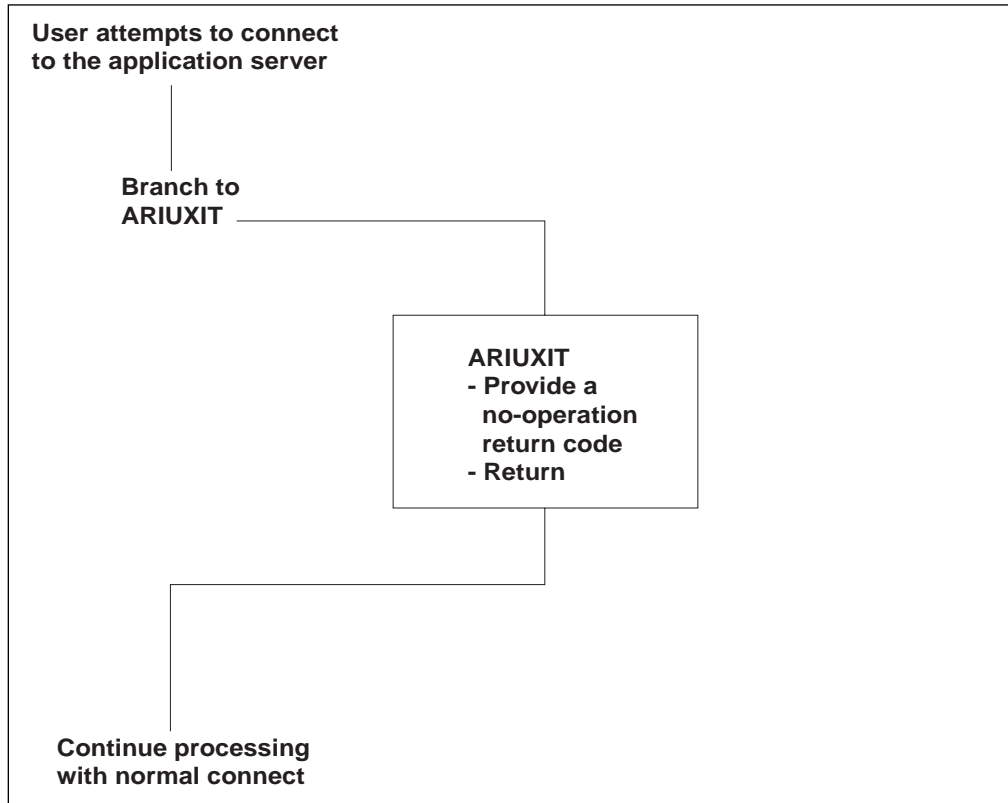 User attempts to connect
to the application server
Branch to
ARIUXIT
ARIUXIT
- Provide a
no-operation
return code
- Return
Continue processing
with normal connect